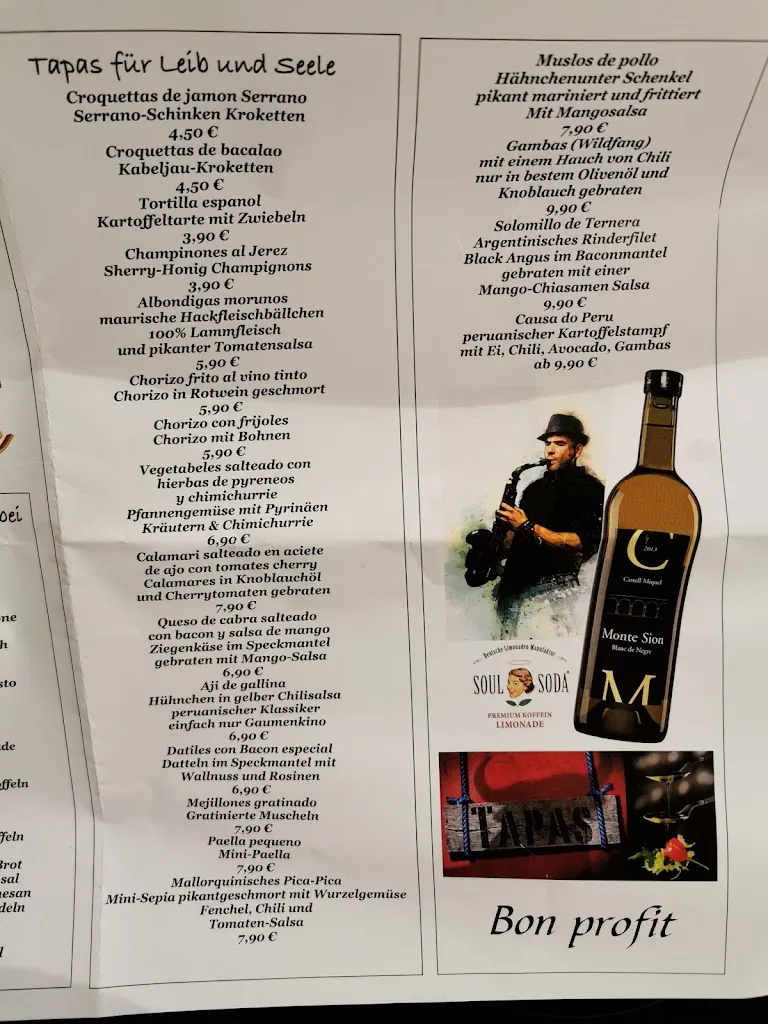 Tapas für Leib und Seele
Croquettas de jamon Serrano
Serrano-Schinken Kroketten
4,50 €
Croquettas de bacalao
Kabeljau-Kroketten
4,50 €
Tortilla espanol
Kartoffeltarte mit Zwiebeln
3,90 €
Champinones al Jerez
Sherry-Honig Champignons
3,90 €
Albondigas morunos
maurische Hackfleischbällchen
100% Lammfleisch
und pikanter Tomatensalsa
5,90 €
Chorizo frito al vino tinto
Chorizo in Rotwein geschmort
5,90 €
Chorizo con frijoles
Chorizo mit Bohnen
5,90 €
Vegetabeles salteado con
hierbas de pyreneos
y chimichurrie
Pfannengemüse mit Pyrinäen
Kräutern & Chimichurrie
6,90 €
Calamari salteado en aciete
de ajo con tomates cherry
Calamares in Knoblauchöl
und Cherrytomaten gebraten
7,90 €
Queso de cabra salteado
con bacon y salsa de mango
Ziegenkäse im Speckmantel
gebraten mit Mango-Salsa
6,90 €
Aji de gallina
Hühnchen in gelber Chilisalsa
peruanischer Klassiker
einfach nur Gaumenkino
6,90 €
Datiles con Bacon especial
Datteln im Speckmantel mit
Wallnuss und Rosinen
6,90 €
Mejillones gratinado
Gratinierte Muscheln
7,90 €
Paella pequeno
Mini-Paella
7,90 €
Mallorquinisches Pica-Pica
Mini-Sepia pikantgeschmort mit Wurzelgemüse
Fenchel, Chili und
Tomaten-Salsa
7,90 €
Muslos de pollo
Hähnchenunter Schenkel
pikant mariniert und frittiert
Mit Mangosalsa
7,90 €
Gambas (Wildfang)
mit einem Hauch von Chili
nur in bestem Olivenöl und
Knoblauch gebraten
9,90 €
Solomillo de Ternera
Argentinisches Rinderfilet
Black Angus im Baconmantel
gebraten mit einer
Mango-Chiasamen Salsa
9,90 €
Causa do Peru
peruanischer Kartoffelstampf
mit Ei, Chili, Avocado, Gambas
ab 9,90 €
C
2013
Castell Miquel
Monte Sion
Blanc de Negre
M
Deutsche Limonaden Manufaktur
SOUL SODA
PREMIUM KOFFEIN
LIMONADE
TAPAS
Bon profit